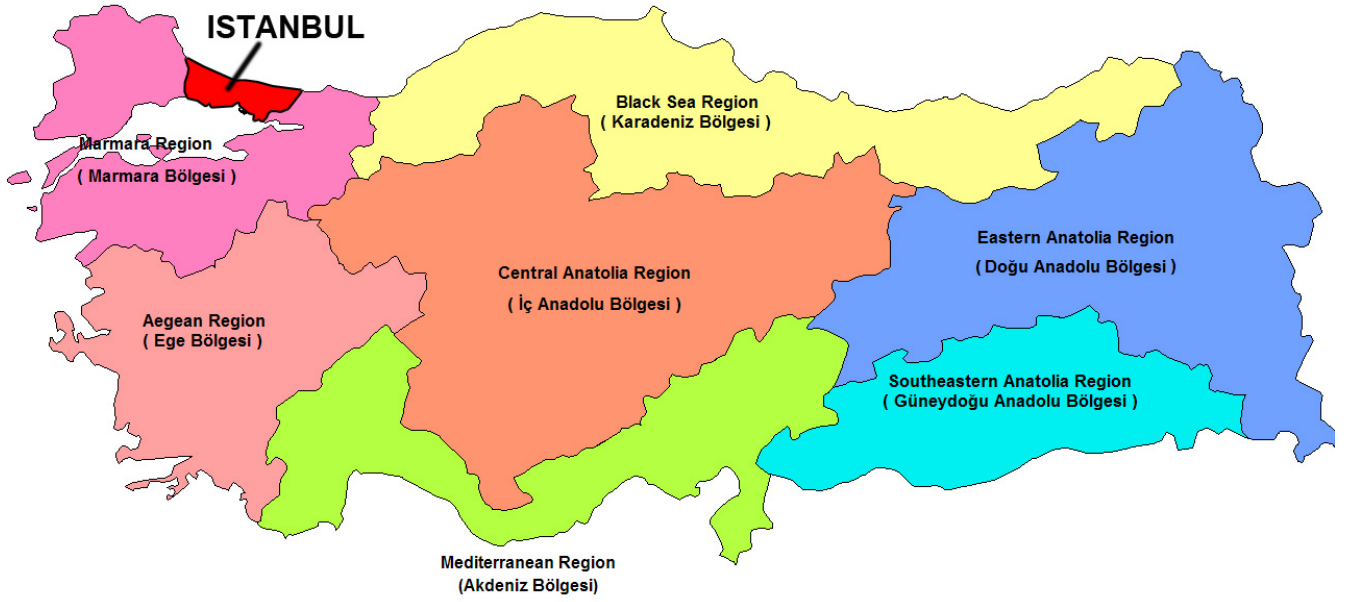 ISTANBUL
Black Sea Region
( Karadeniz Bölgesi )
Marmara Region
( Marmara Bölgesi )
Eastern Anatolia Region
( Doğu Anadolu Bölgesi )
Central Anatolia Region
( İç Anadolu Bölgesi )
Aegean Region
( Ege Bölgesi )
Southeastern Anatolia Region
( Güneydoğu Anadolu Bölgesi )
Mediterranean Region
(Akdeniz Bölgesi)